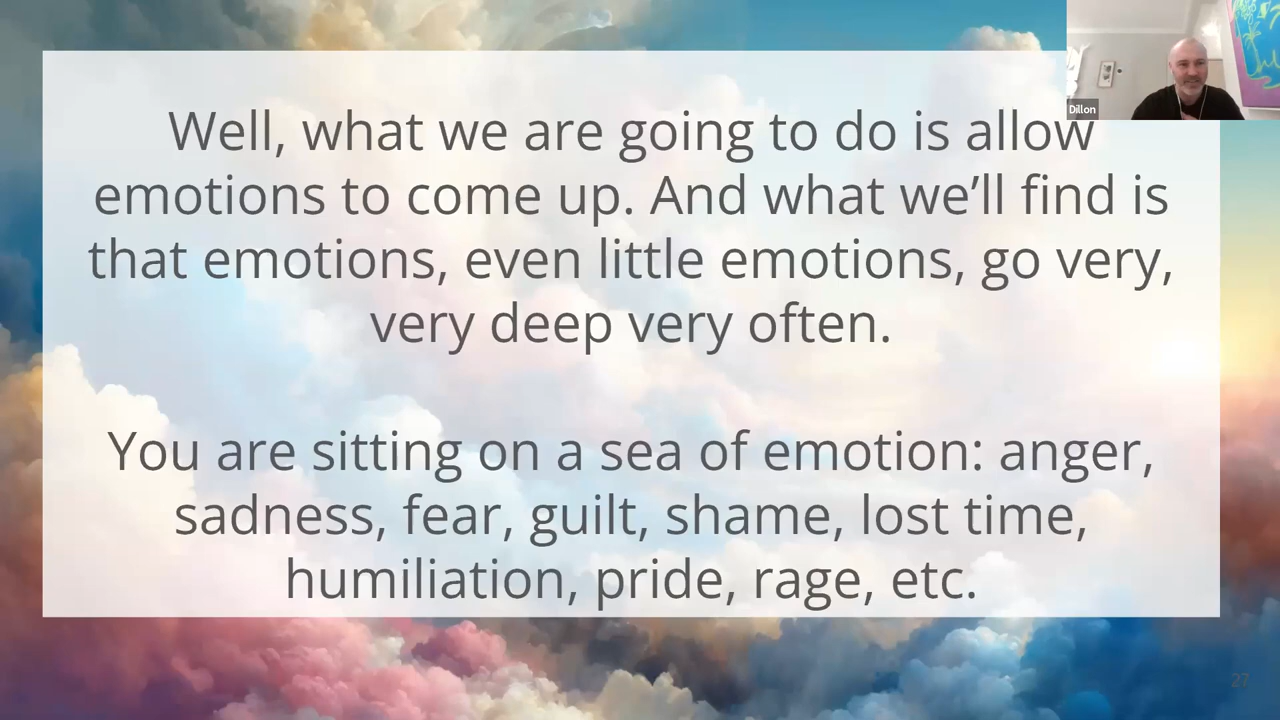 Dillon
Well, what we are going to do is allow
emotions to come up. And what we’ll find is
that emotions, even little emotions, go very,
very deep very often.
You are sitting on a sea of emotion: anger,
sadness, fear, guilt, shame, lost time,
humiliation, pride, rage, etc.
27